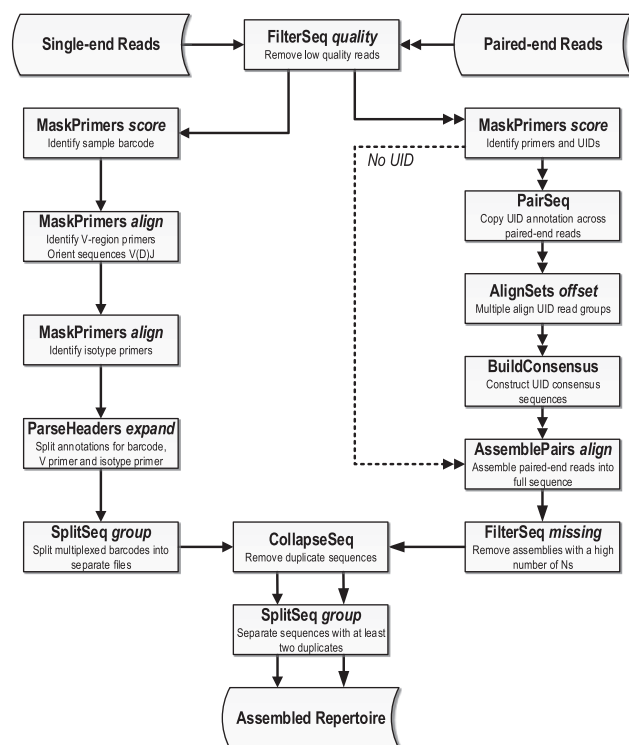 Single-end Reads
FilterSeq quality
Remove low quality reads
Paired-end Reads
MaskPrimers score
Identify sample barcode
MaskPrimers score
Identify primers and UIDs
No UID
MaskPrimers align
Identify V-region primers
Orient sequences V(D)J
PairSeq
Copy UID annotation across
paired-end reads
AlignSets offset
Multiple align UID read groups
MaskPrimers align
Identify isotype primers
BuildConsensus
Construct UID consensus
sequences
ParseHeaders expand
Split annotations for barcode,
V primer and isotype primer
AssemblePairs align
Assemble paired-end reads into
full sequence
SplitSeq group
Split multiplexed barcodes into
separate files
CollapseSeq
Remove duplicate sequences
FilterSeq missing
Remove assemblies with a high
number of Ns
SplitSeq group
Separate sequences with at least
two duplicates
Assembled Repertoire